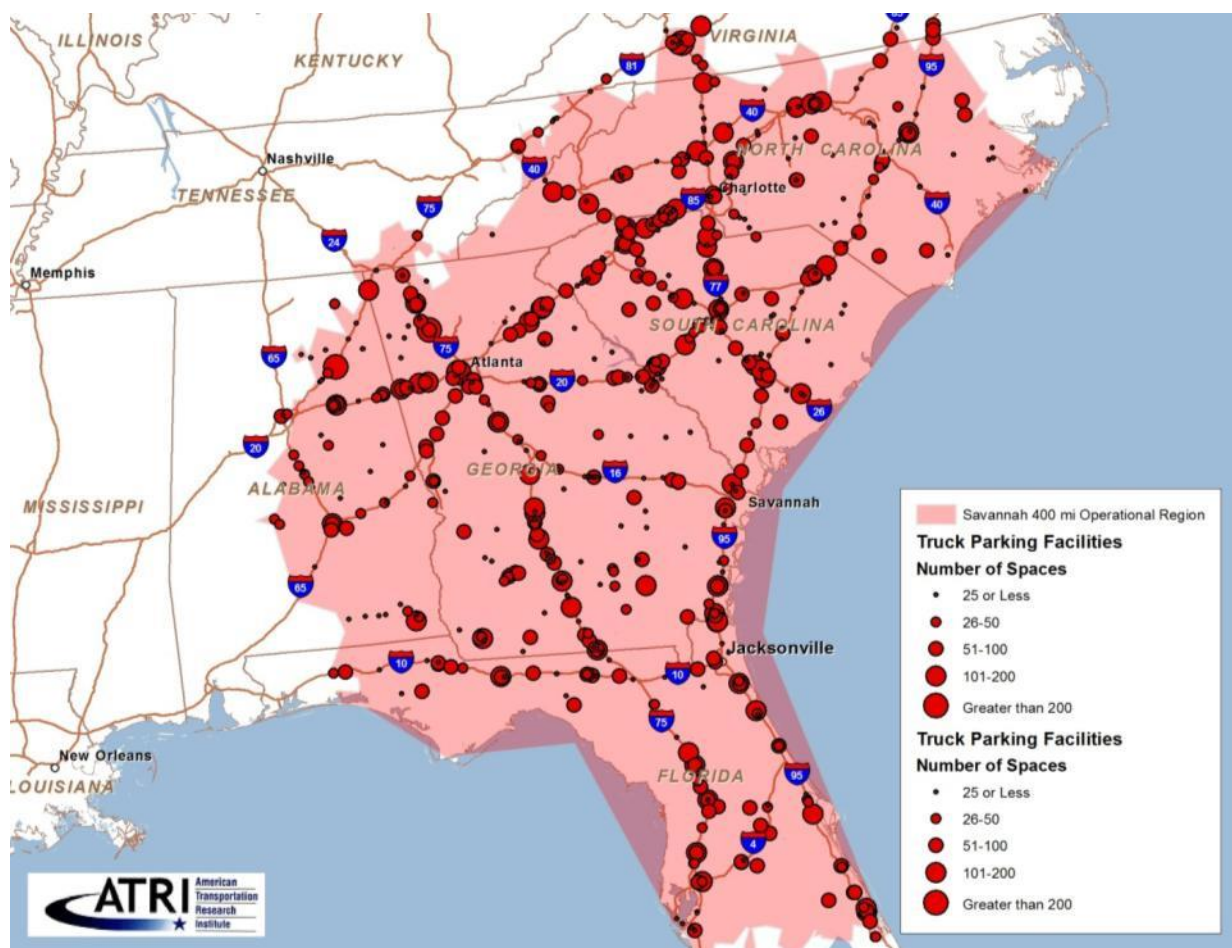 ILLINOIS
VIRGINIA
85
KENTUCKY
81
95
40
NORTH CAROLINA
Nashville
40
TENNESSEE
Charlotte
85
75
40
24
Memphis
77
SOUTH CAROLINA
65
75
Atlanta
20
26
20
GEORGIA
16
ALABAMA
MISSISSIPPI
Savannah
95
65
Jacksonville
10
10
75
New Orleans
FLORIDA
95
LOUISIANA
4
Savannah 400 mi Operational Region
Truck Parking Facilities
Number of Spaces
25 or Less
26-50
51-100
101-200
Greater than 200
Truck Parking Facilities
Number of Spaces
25 or Less
26-50
51-100
101-200
Greater than 200
ATRI
American
Transportation
Research
Institute